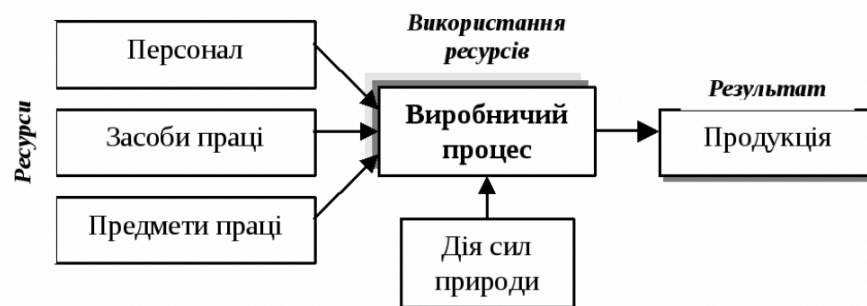 Ресурси
Персонал
Засоби праці
Предмети праці
Використання
ресурсів
Виробничий
процес
Дія сил
природи
Результат
Продукція